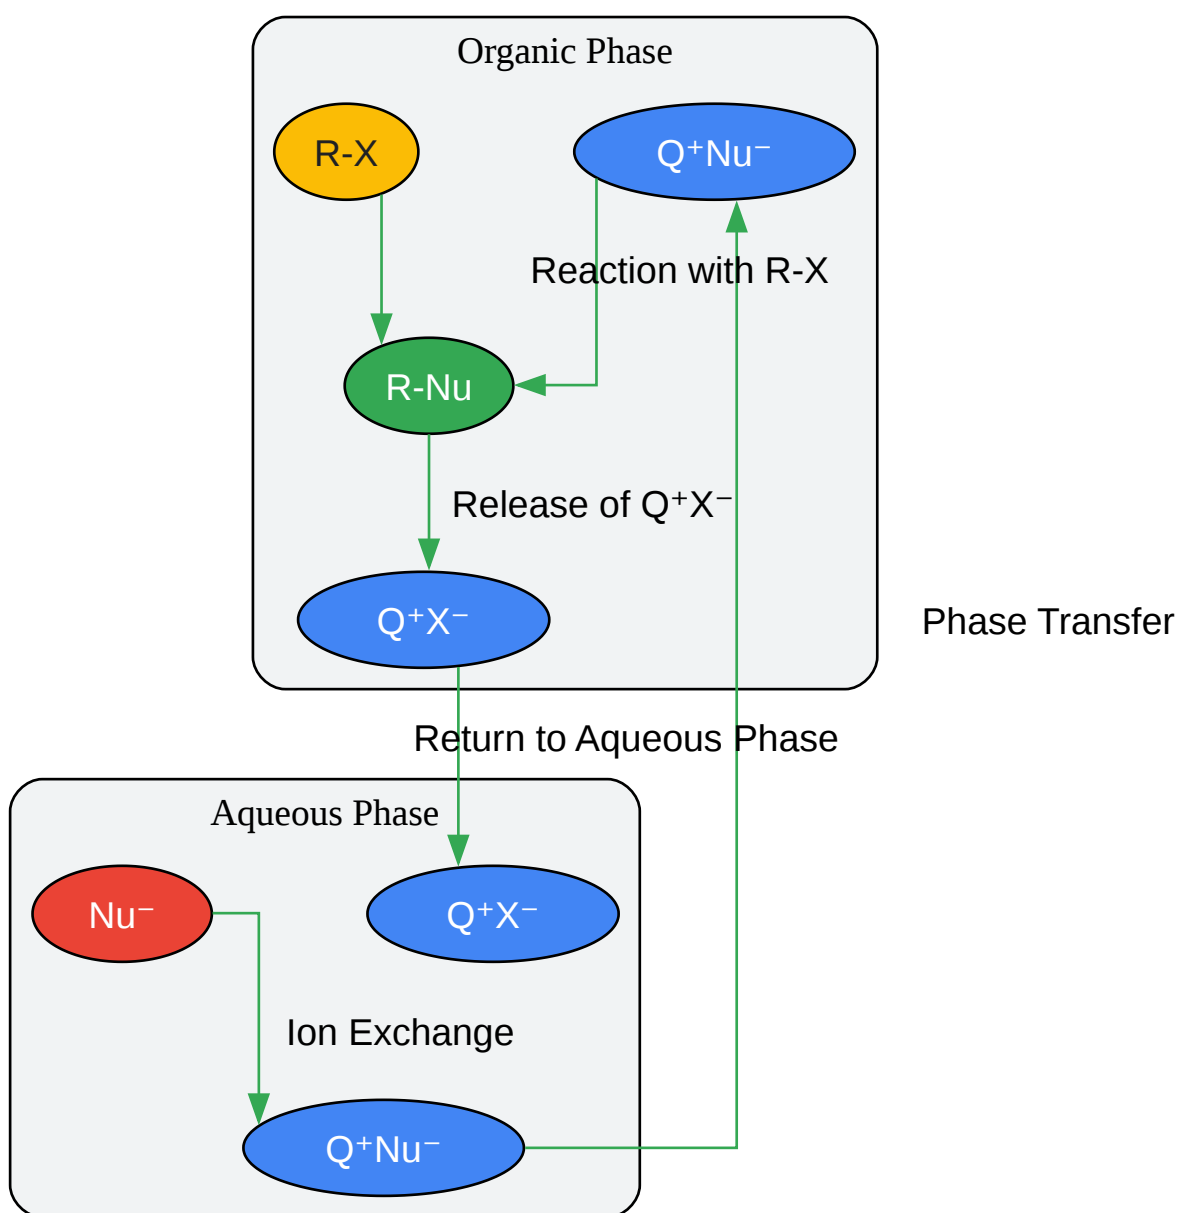 Organic Phase
R-X
Q⁺Nu⁻
Reaction with R-X
R-Nu
Release of Q⁺X⁻
Q⁺X⁻
Phase Transfer
Return to Aqueous Phase
Aqueous Phase
Nu⁻
Q⁺X⁻
Ion Exchange
Q⁺Nu⁻